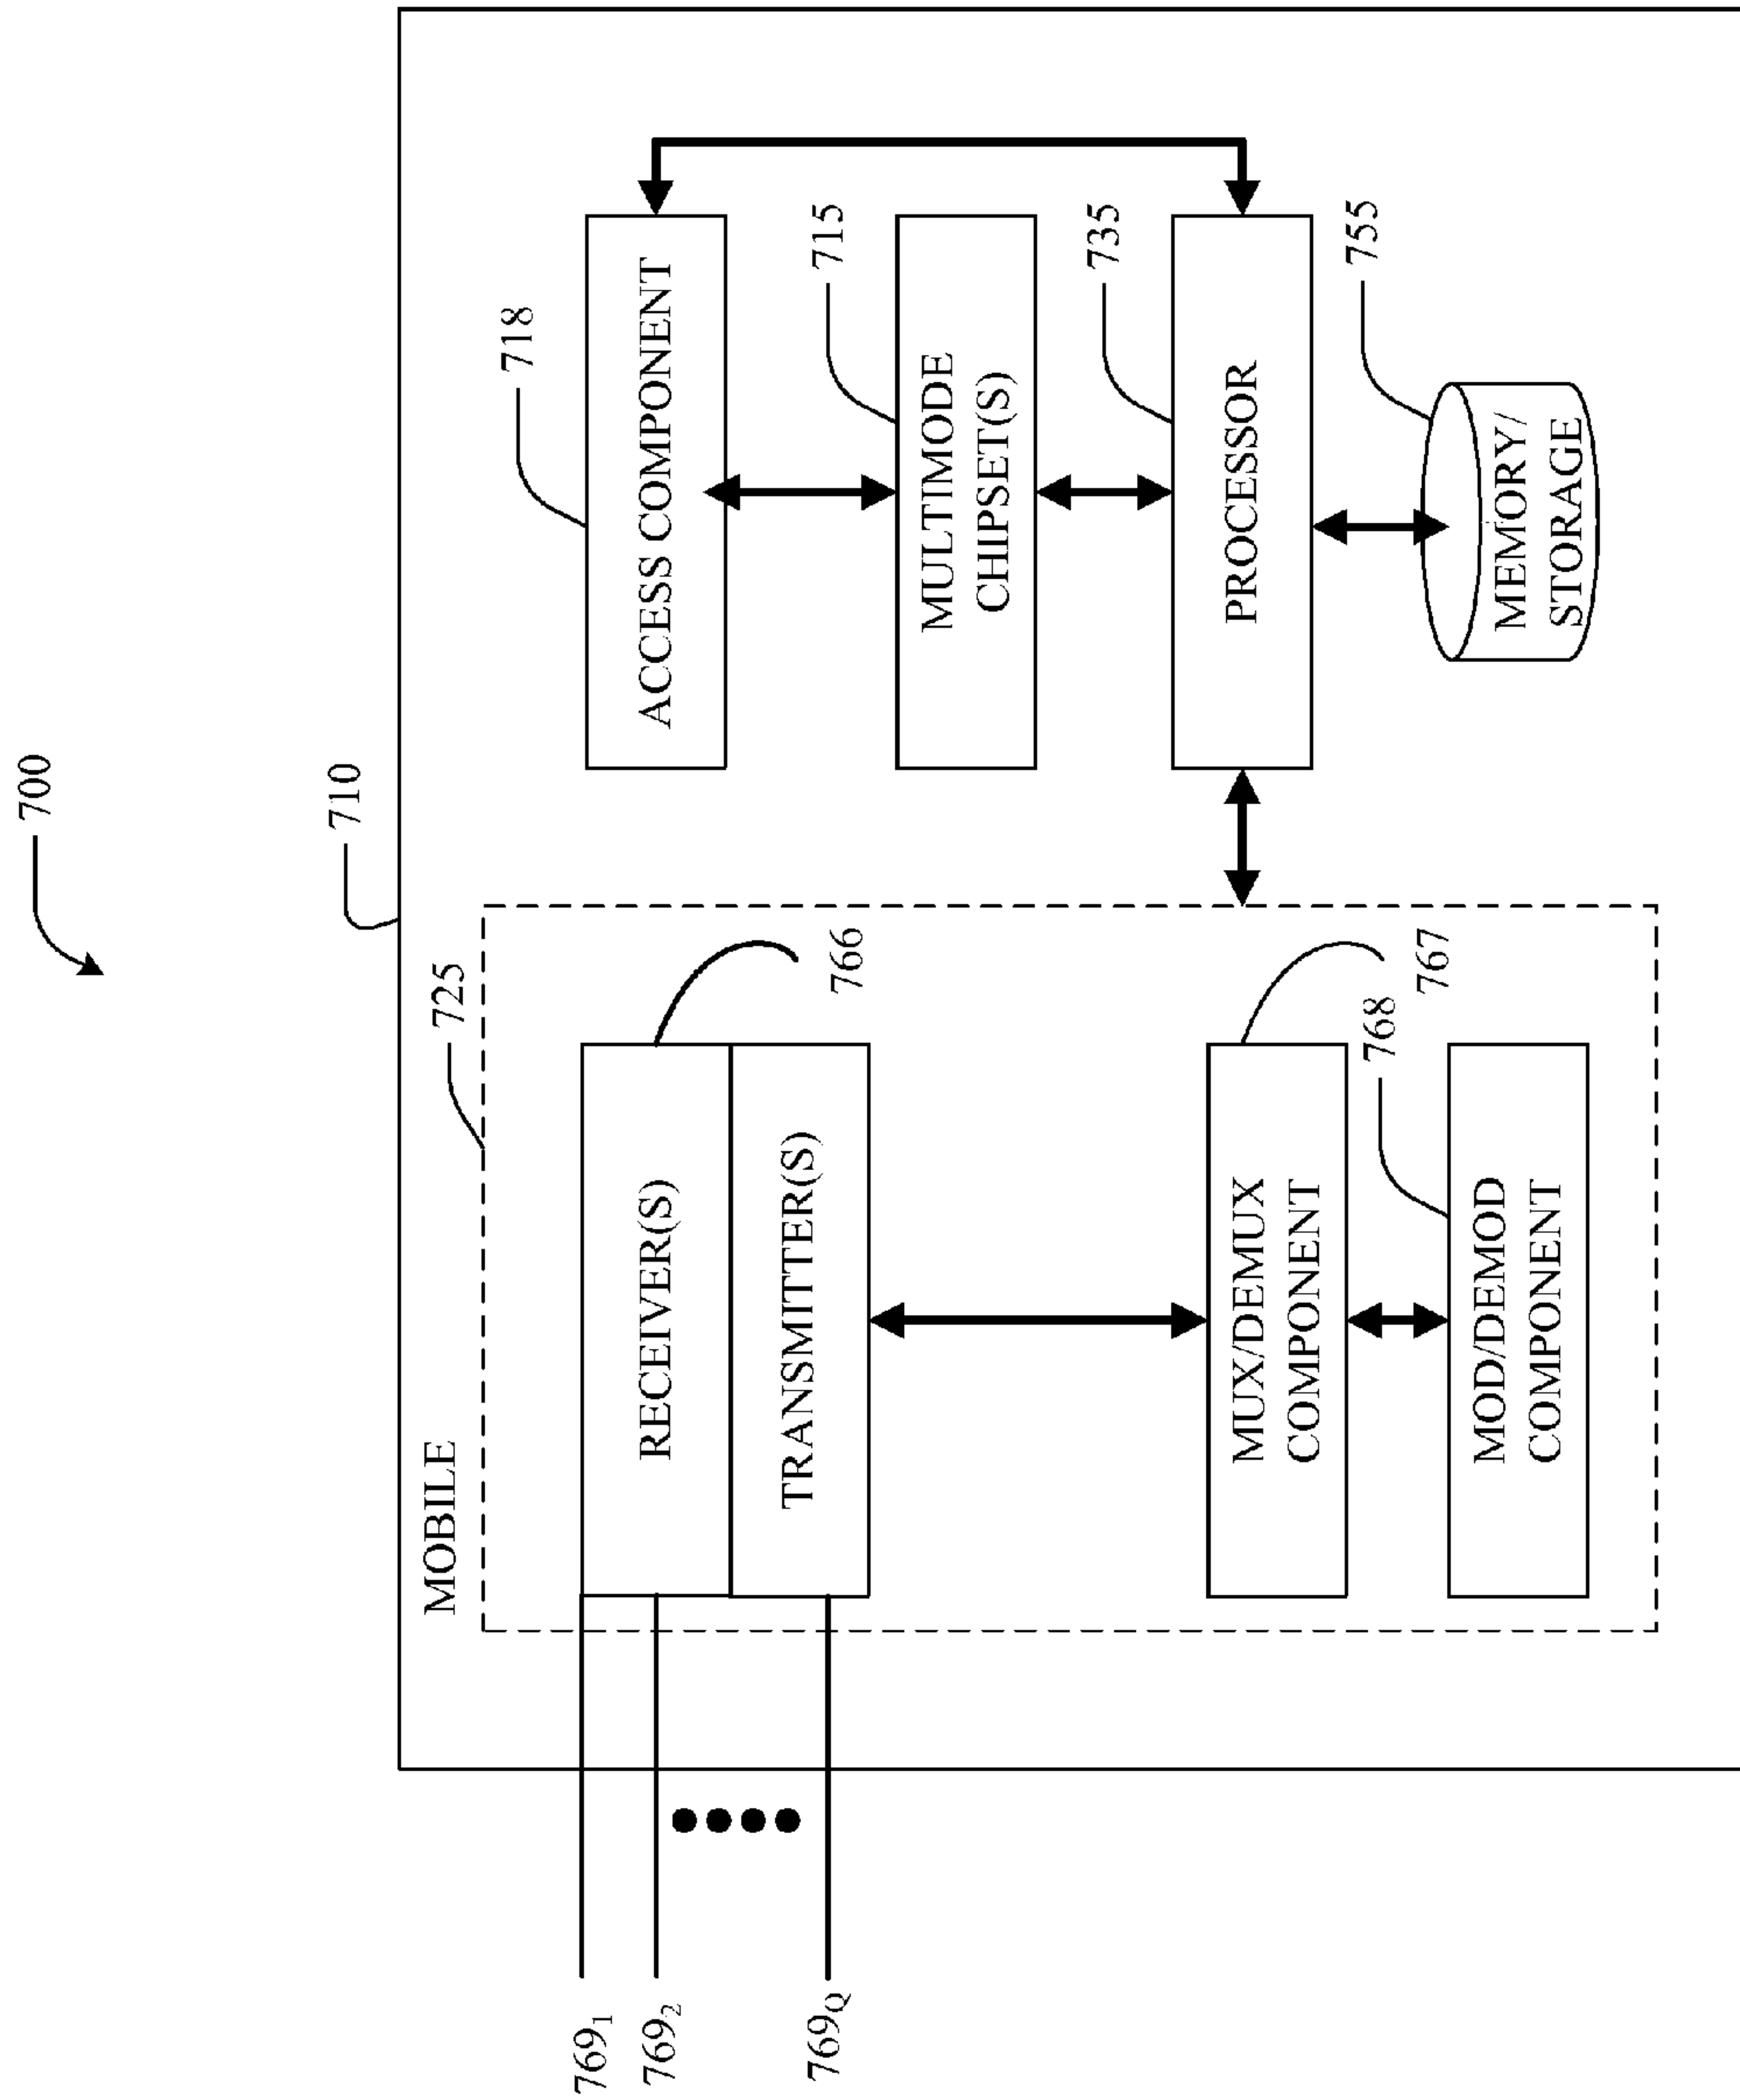 700
710
MOBILE
725
RECEIVER(S)
TRANSMITTER(S)
766
769₁
769₂
769Q
MUX/DEMUX
COMPONENT
767
768
MOD/DEMOD
COMPONENT
718
ACCESS COMPONENT
715
MULTIMODE
CHIPSET(S)
735
PROCESSOR
755
MEMORY/
STORAGE